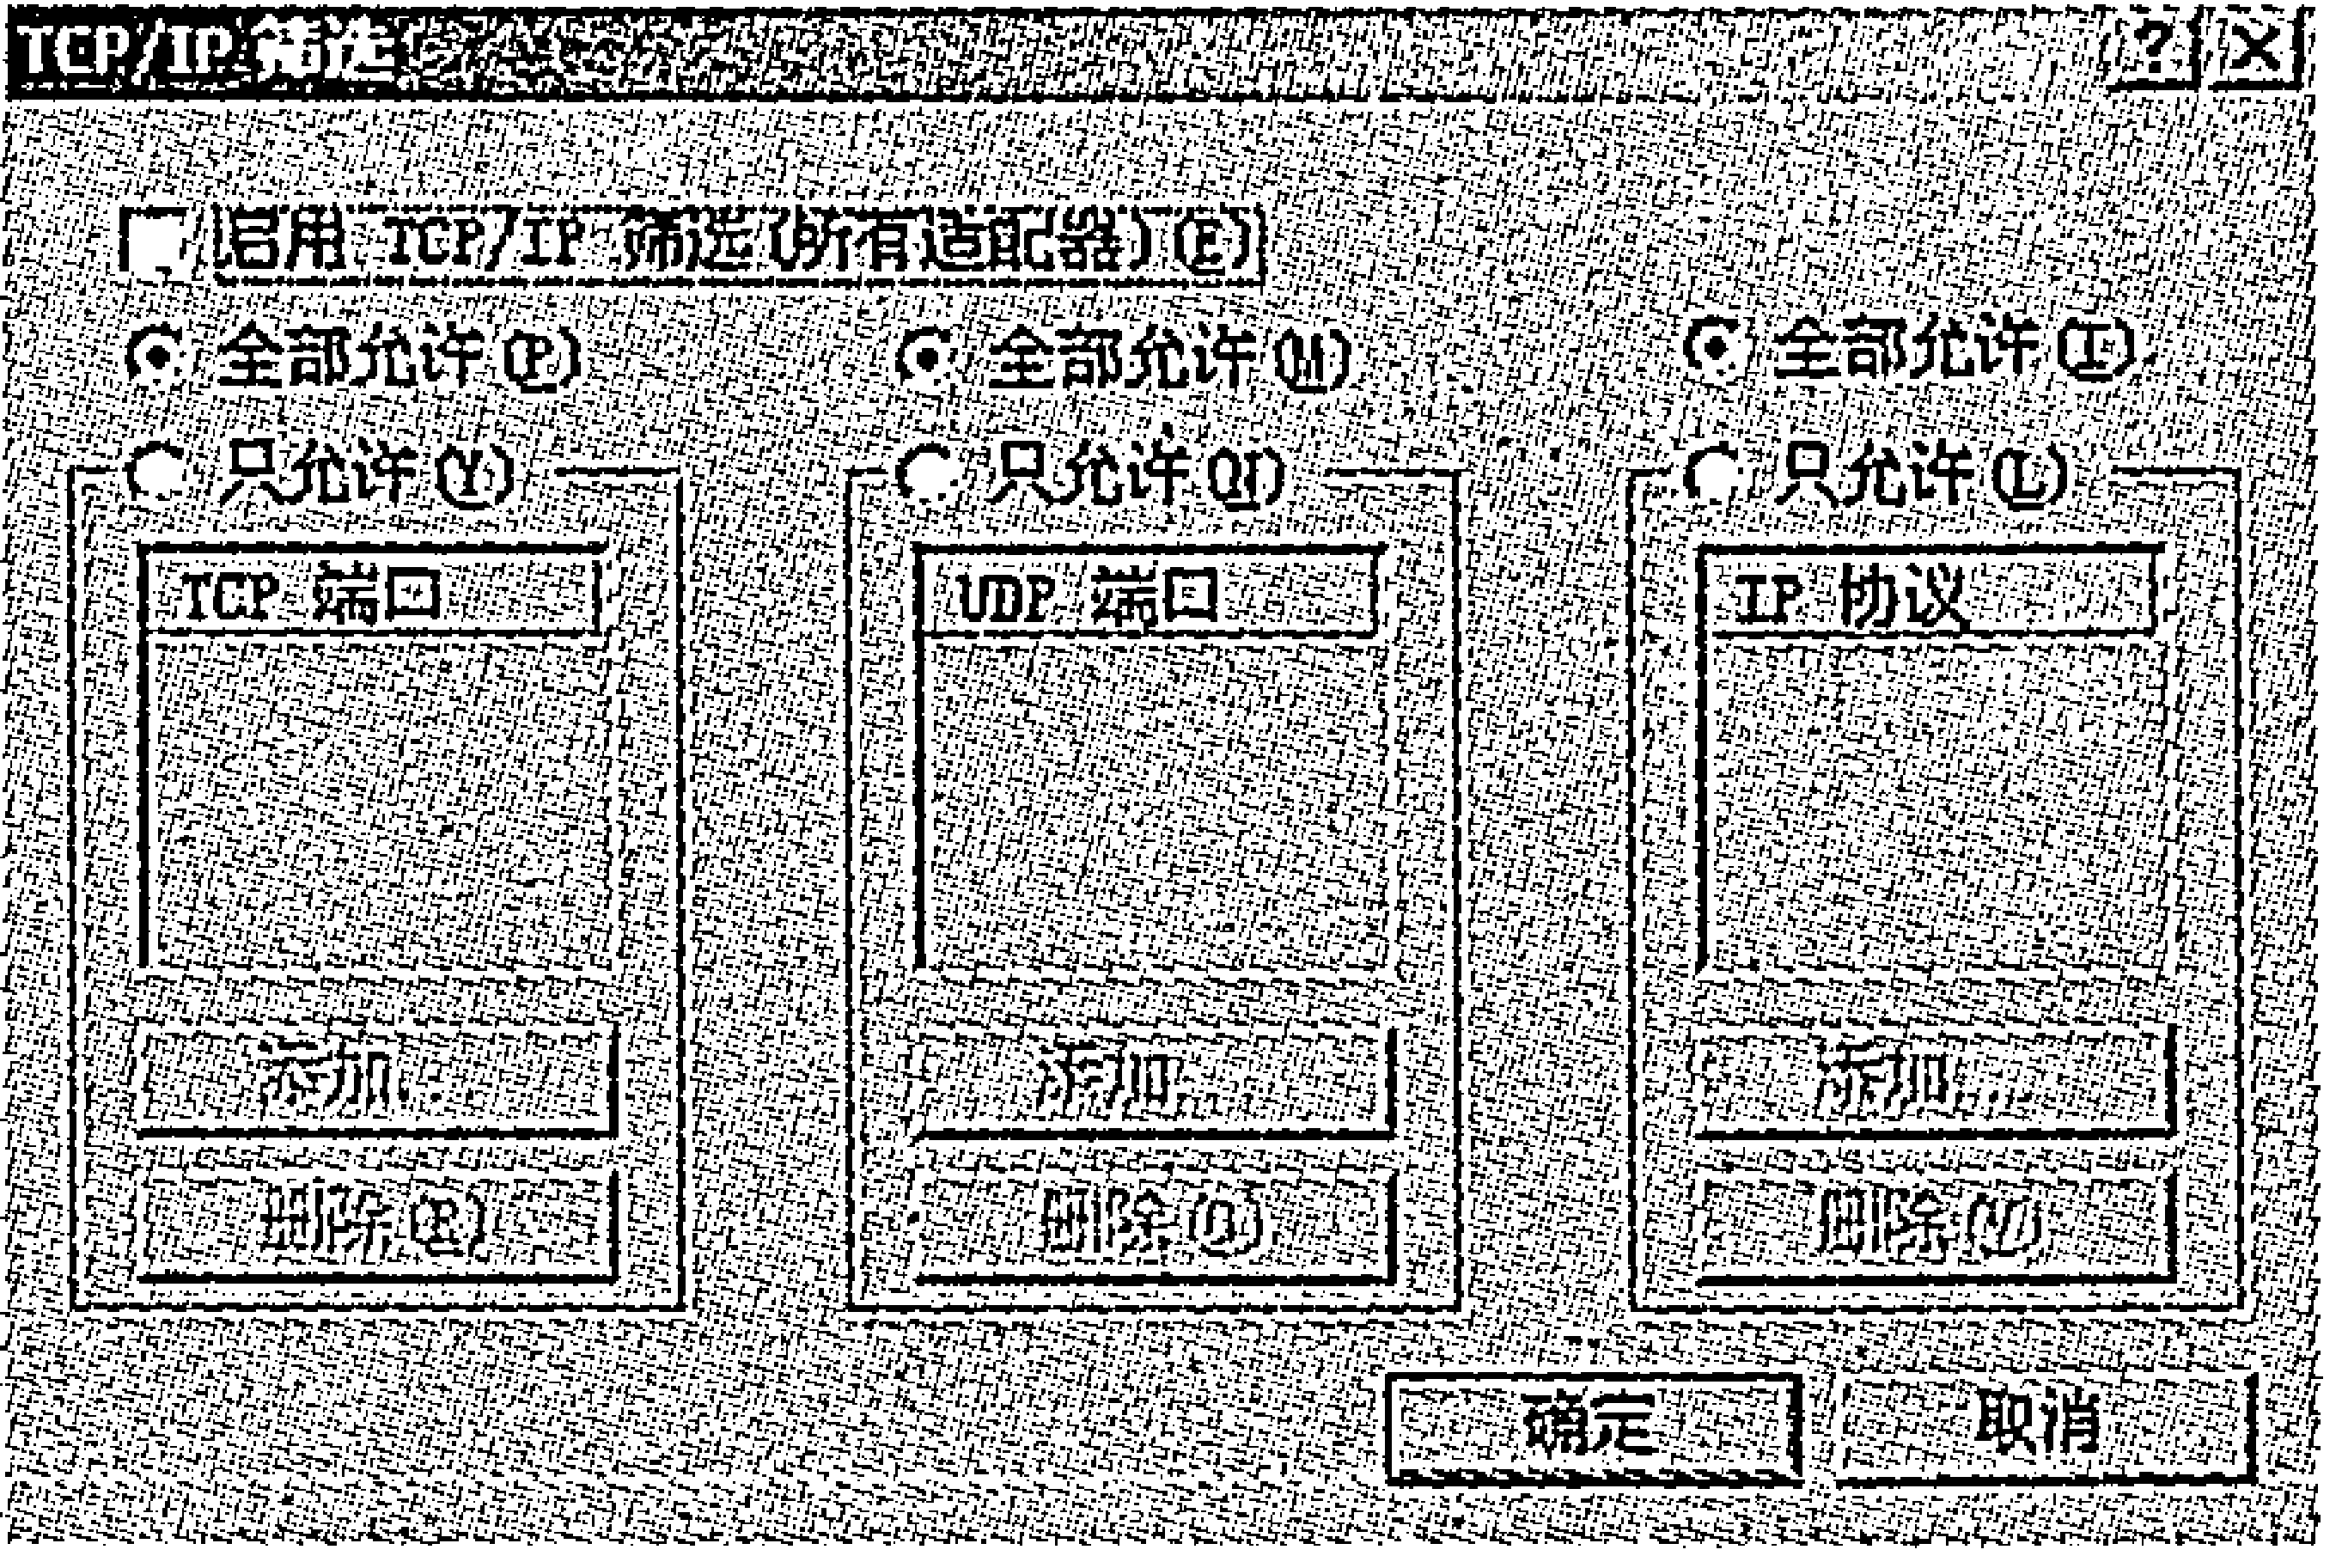 TCP/IP 筛选
启用 TCP/IP 筛选(所有适配器)(E)
全部允许(P) 全部允许(M) 全部允许(I)
只允许(Y) 只允许(N) 只允许(L)
TCP 端口 UDP 端口 IP 协议
添加... 添加... 添加...
删除(R) 删除(O) 删除(V)
确定 取消